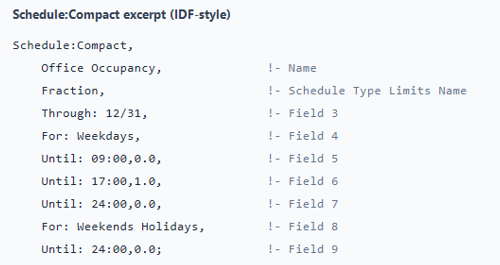 Schedule:Compact excerpt (IDF-style)
Schedule:Compact,
Office Occupancy, !- Name
Fraction, !- Schedule Type Limits Name
Through: 12/31, !- Field 3
For: Weekdays, !- Field 4
Until: 09:00,0.0, !- Field 5
Until: 17:00,1.0, !- Field 6
Until: 24:00,0.0, !- Field 7
For: Weekends Holidays, !- Field 8
Until: 24:00,0.0; !- Field 9